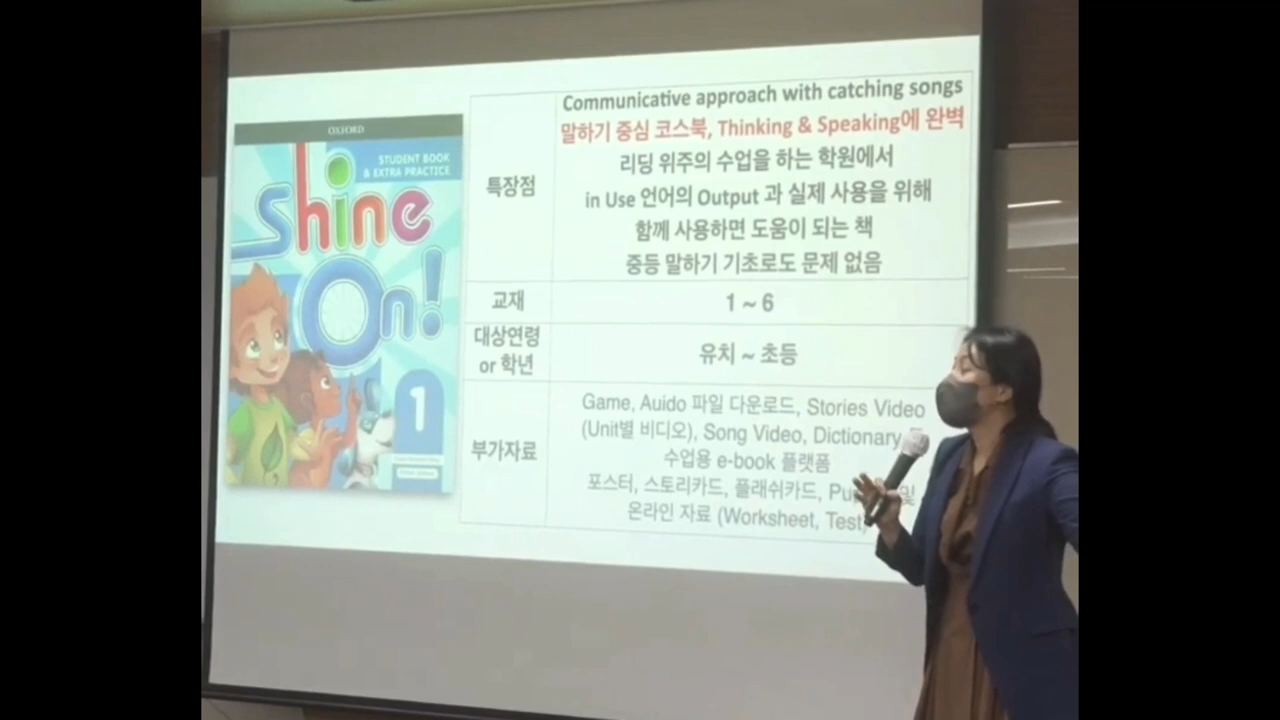 OXFORD
STUDENT BOOK
& EXTRA PRACTICE
Shine
On!
1
특장점
Communicative approach with catching songs
말하기 중심 코스북, Thinking & Speaking에 완벽
리딩 위주의 수업을 하는 학원에서
in Use 언어의 Output 과 실제 사용을 위해
함께 사용하면 도움이 되는 책
중등 말하기 기초로도 문제 없음
교재
1 ~ 6
대상연령
or 학년
유치 ~ 초등
부가자료
Game, Auido 파일 다운로드, Stories Video
(Unit별 비디오), Song Video, Dictionary
수업용 e-book 플랫폼
포스터, 스토리카드, 플래쉬카드, 및
온라인 자료 (Worksheet, Test)